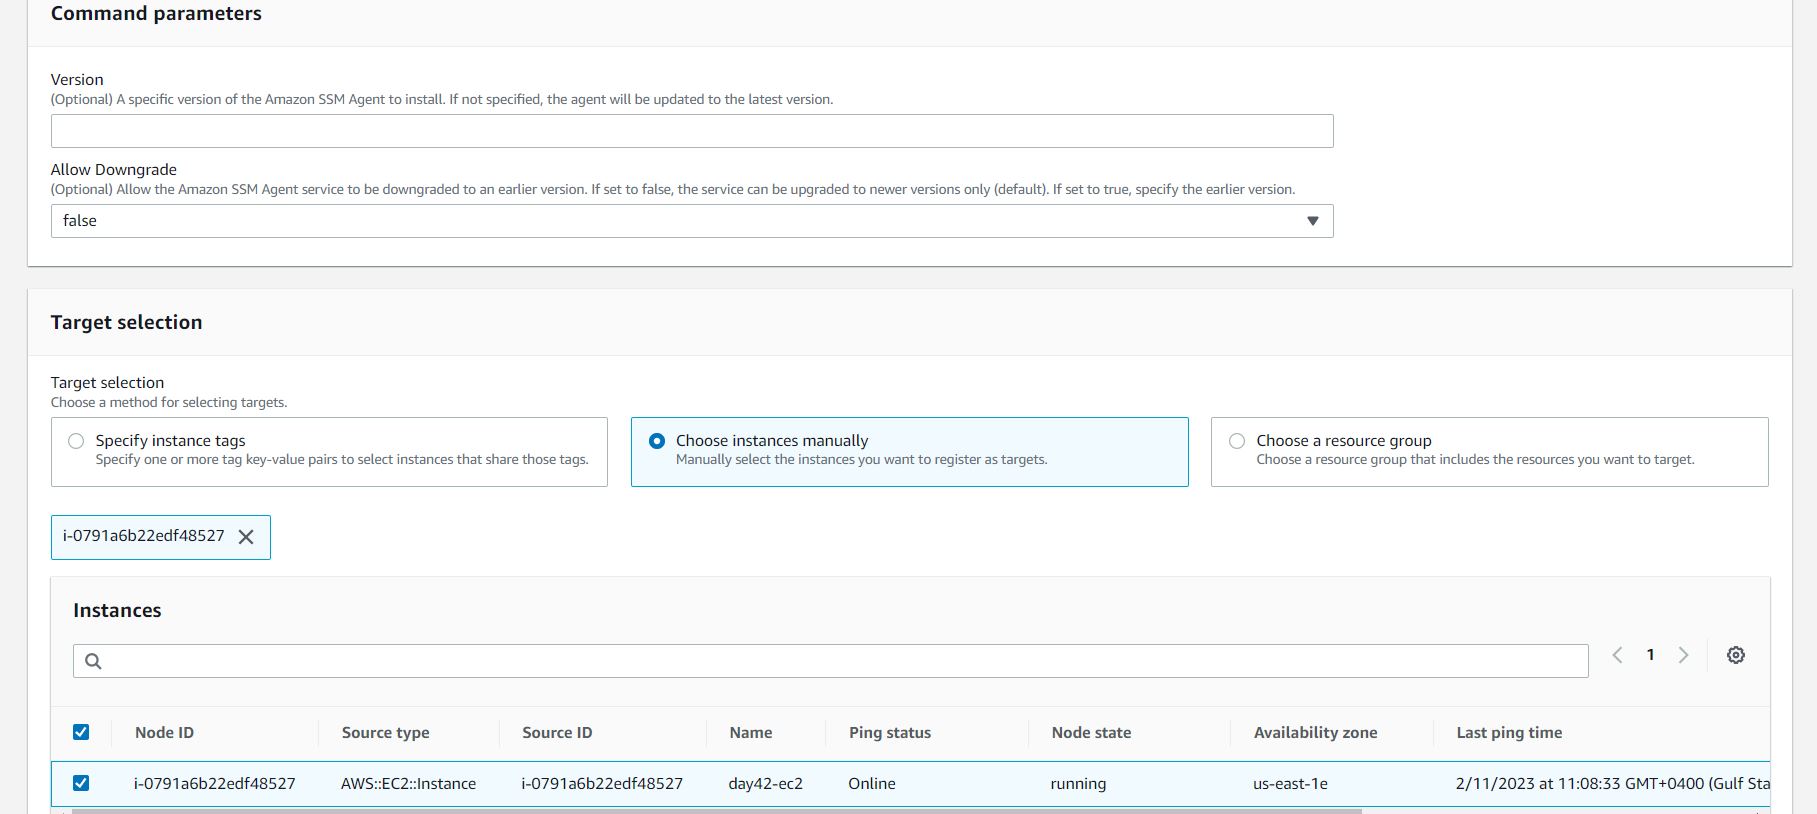 Command parameters
Version
(Optional) A specific version of the Amazon SSM Agent to install. If not specified, the agent will be updated to the latest version.
Allow Downgrade
(Optional) Allow the Amazon SSM Agent service to be downgraded to an earlier version. If set to false, the service can be upgraded to newer versions only (default). If set to true, specify the earlier version.
false
Target selection
Target selection
Choose a method for selecting targets.
Specify instance tags
Specify one or more tag key-value pairs to select instances that share those tags.
Choose instances manually
Manually select the instances you want to register as targets.
Choose a resource group
Choose a resource group that includes the resources you want to target.
i-0791a6b22edf48527
Instances
1
Node ID Source type Source ID Name Ping status Node state Availability zone Last ping time
i-0791a6b22edf48527 AWS::EC2::Instance i-0791a6b22edf48527 day42-ec2 Online running us-east-1e 2/11/2023 at 11:08:33 GMT+0400 (Gulf Sta